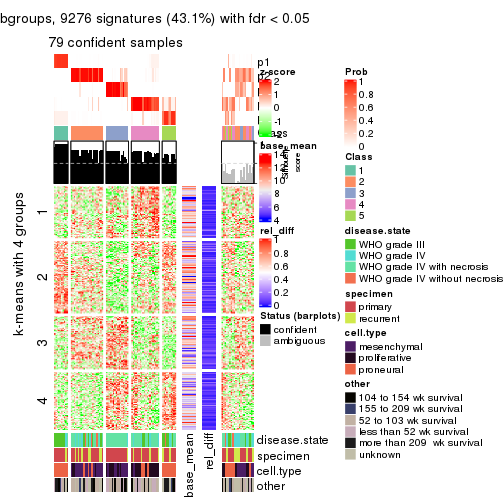 bgroups, 9276 signatures (43.1%) with fdr < 0.05
79 confident samples
p1
p2
z-score
2
1
0
-1
-2
base_mean
14
12
10
8
6
4
Silhouette
score
rel_diff
1
0.8
0.6
0.4
0.2
0
Status (barplots)
confident
ambiguous
Prob
1
0.8
0.6
0.4
0.2
0
Class
1
2
3
4
5
disease.state
WHO grade III
WHO grade IV
WHO grade IV with necrosis
WHO grade IV without necrosis
specimen
primary
recurrent
cell.type
mesenchymal
proliferative
proneural
other
104 to 154 wk survival
155 to 209 wk survival
52 to 103 wk survival
less than 52 wk survival
more than 209 wk survival
unknown
k-means with 4 groups
1
2
3
4
disease.state
specimen
cell.type
other
base_mean
rel_diff